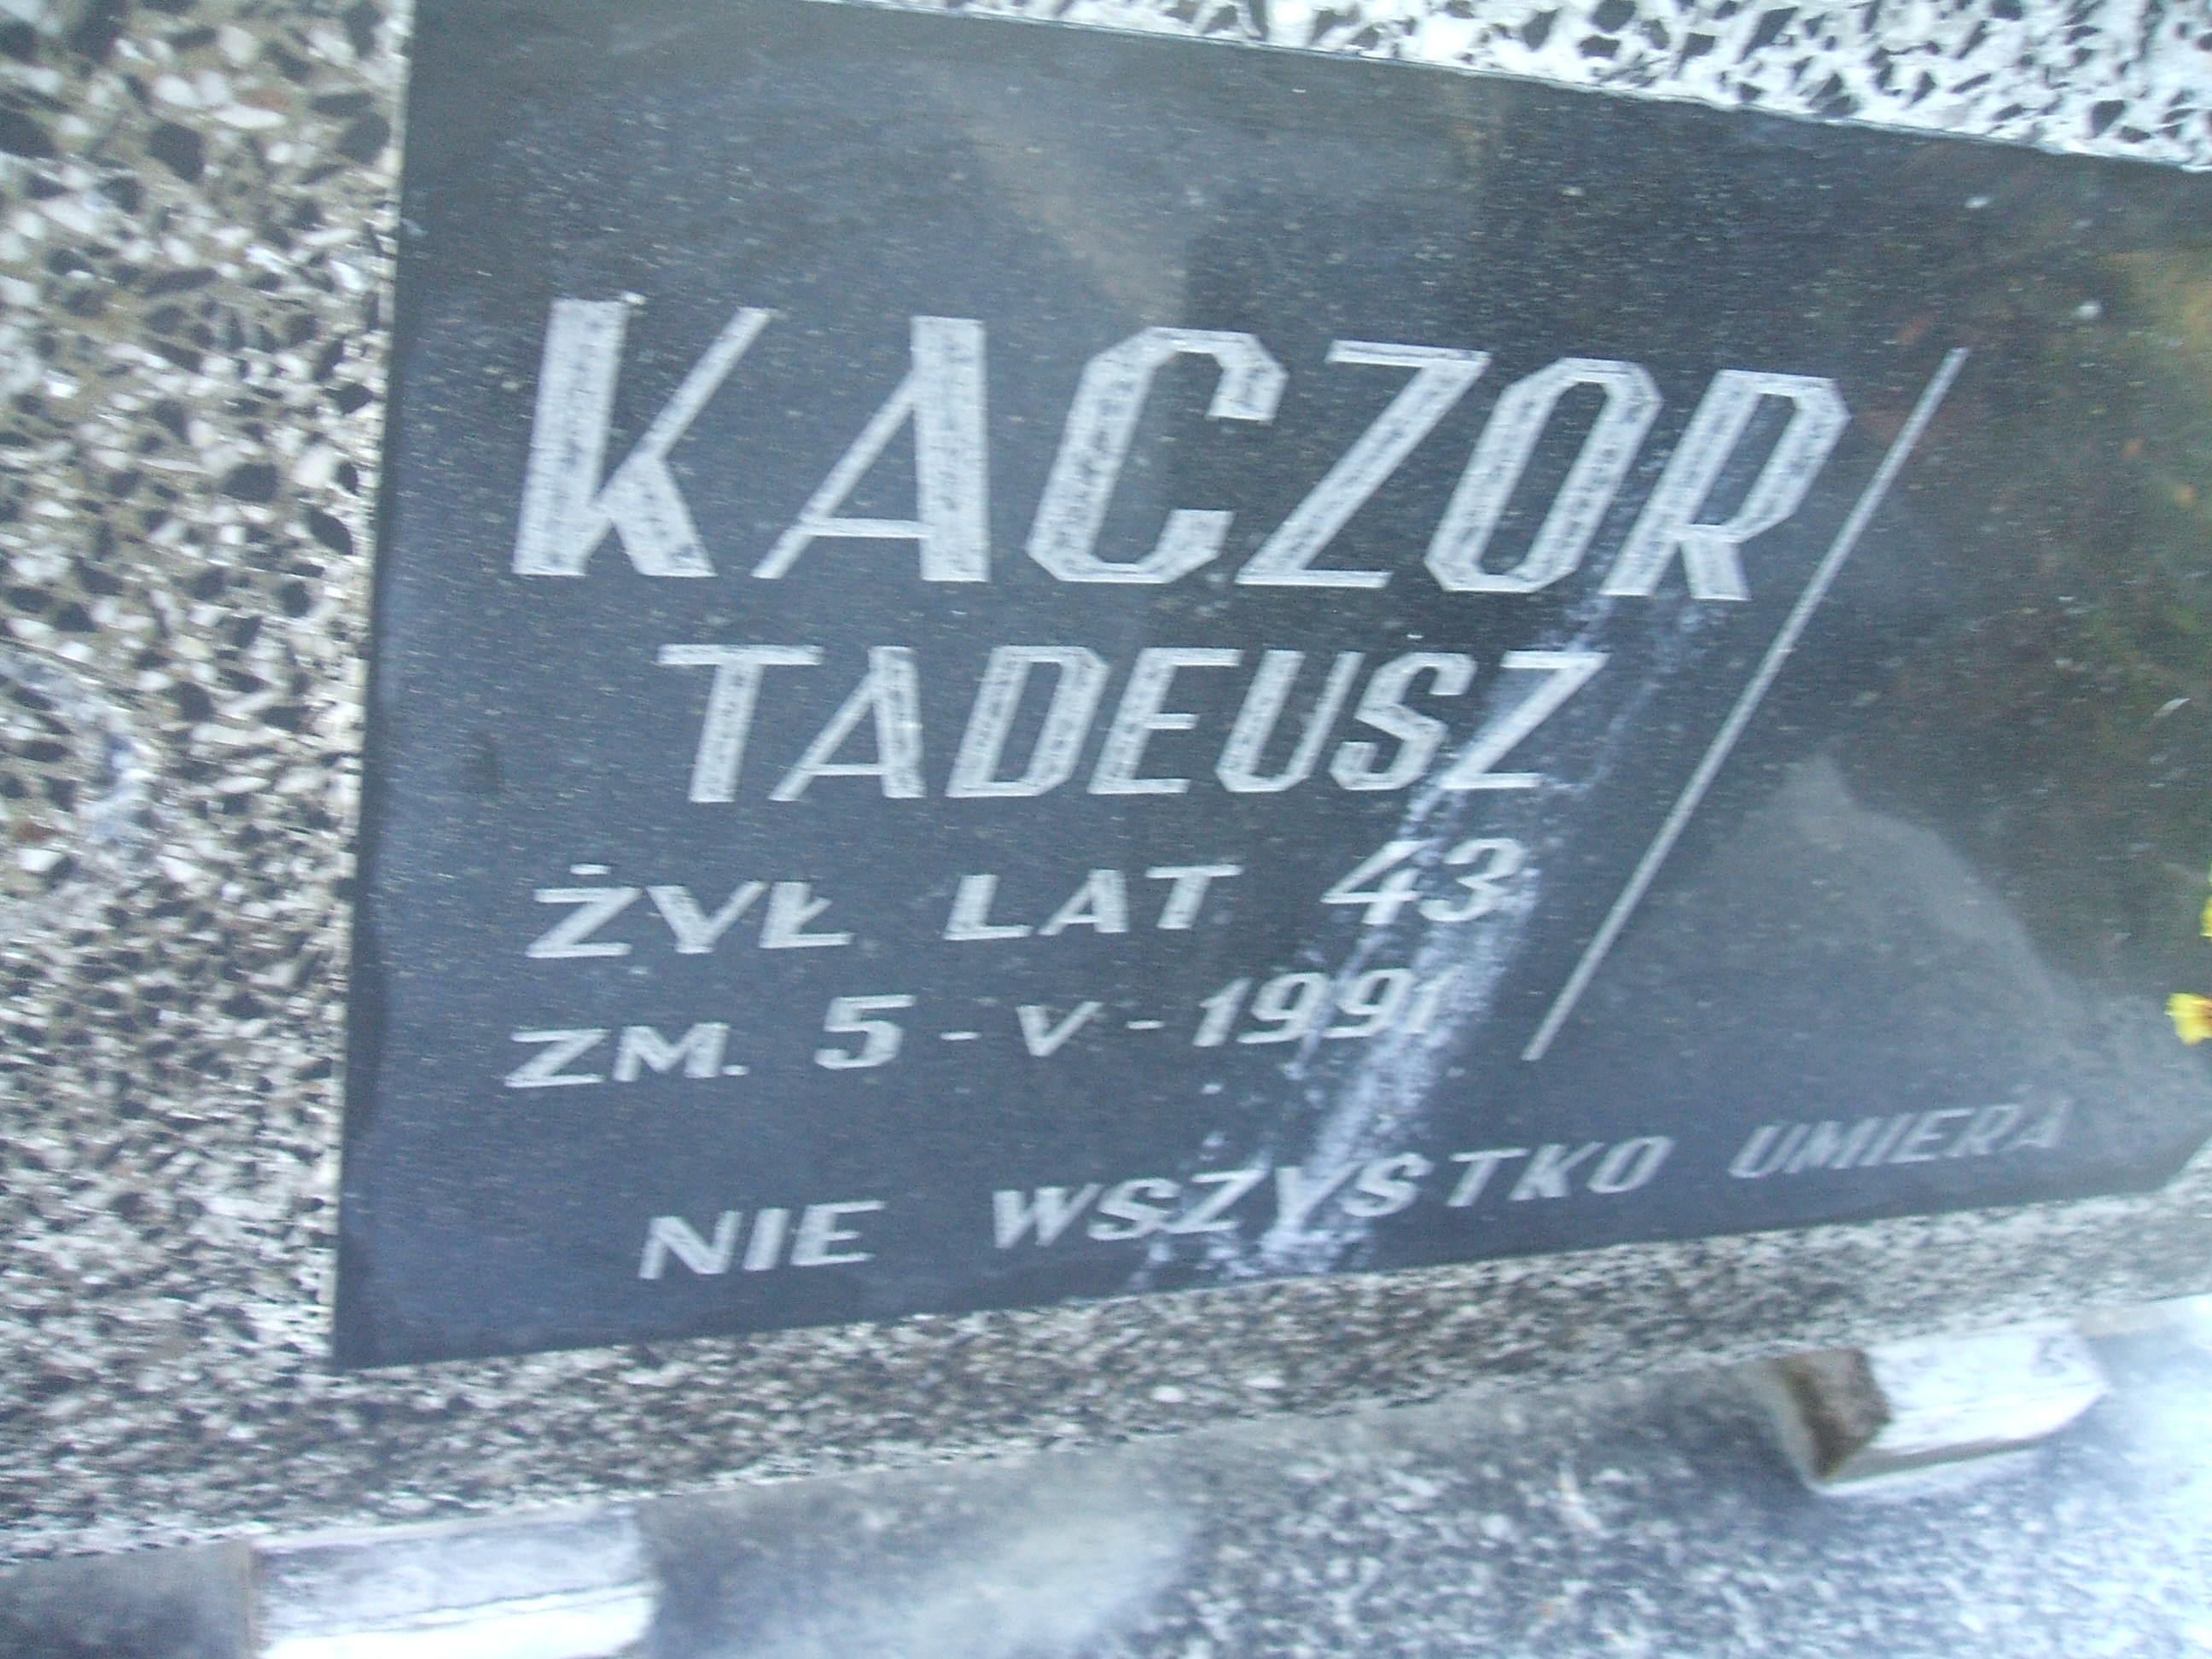 KACZOR
TADEUSZ
ŻYŁ LAT 43
ZM. 5-V-1991
NIE WSZYSTKO UMIERA